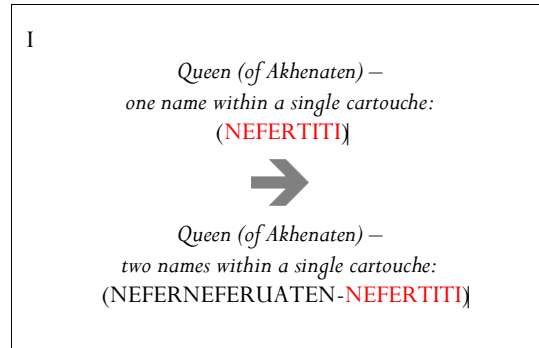 I
Queen (of Akhenaten) –
one name within a single cartouche:
(NEFERTITI)|
Queen (of Akhenaten) –
two names within a single cartouche:
(NEFERNEFERUATEN-NEFERTITI)|